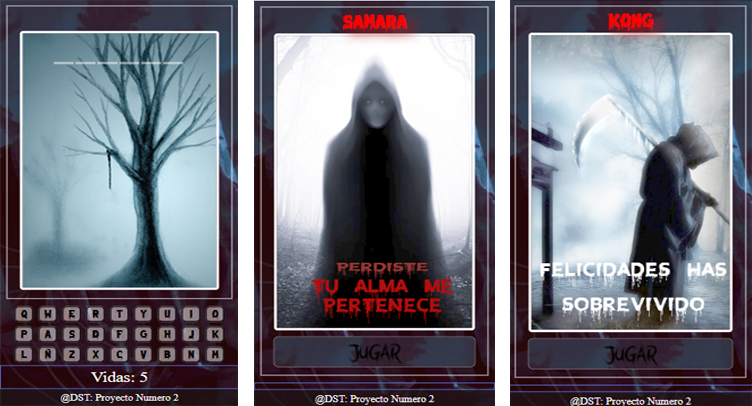 Q W E R T Y U I O
P A S D F G H J K
L Ñ Z X C V B N M
Vidas: 5
@DST: Proyecto Numero 2
SAMARA
PERDISTE
TU ALMA ME
PERTENECE
JUGAR
@DST: Proyecto Numero 2
KONG
FELICIDADES HAS
SOBREVIVIDO
JUGAR
@DST: Proyecto Numero 2